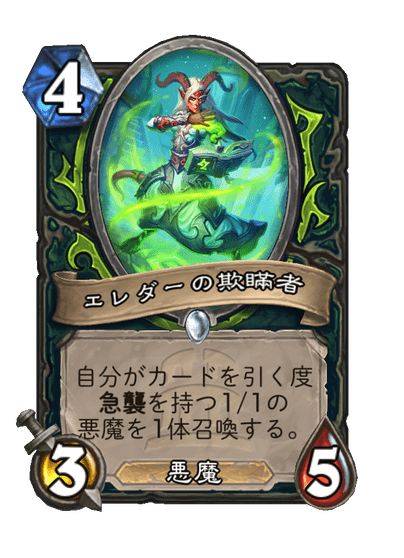 4
エレダーの欺瞞者
自分がカードを引く度
急襲を持つ1/1の
悪魔を1体召喚する。
3
悪魔
5